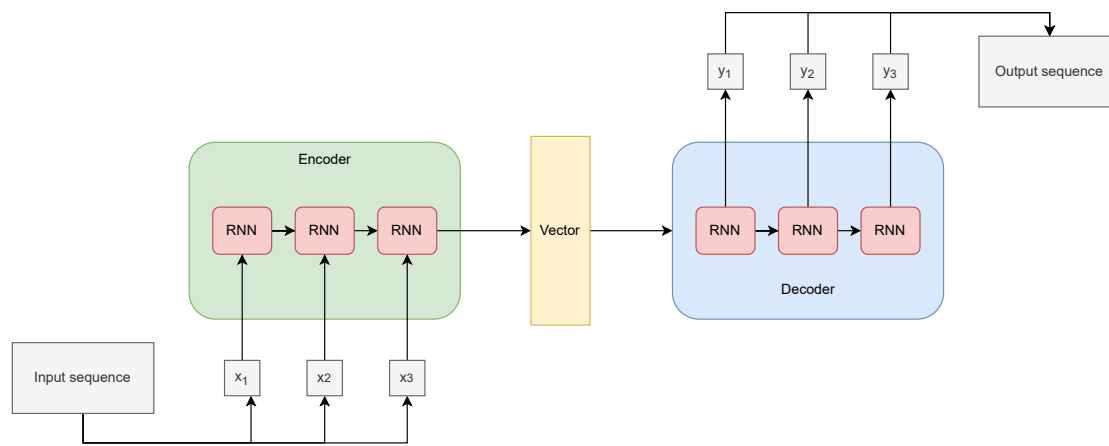 y₁
y₂
y₃
Output sequence
Encoder
RNN
RNN
RNN
Vector
RNN
RNN
RNN
Decoder
Input sequence
x₁
x2
x3